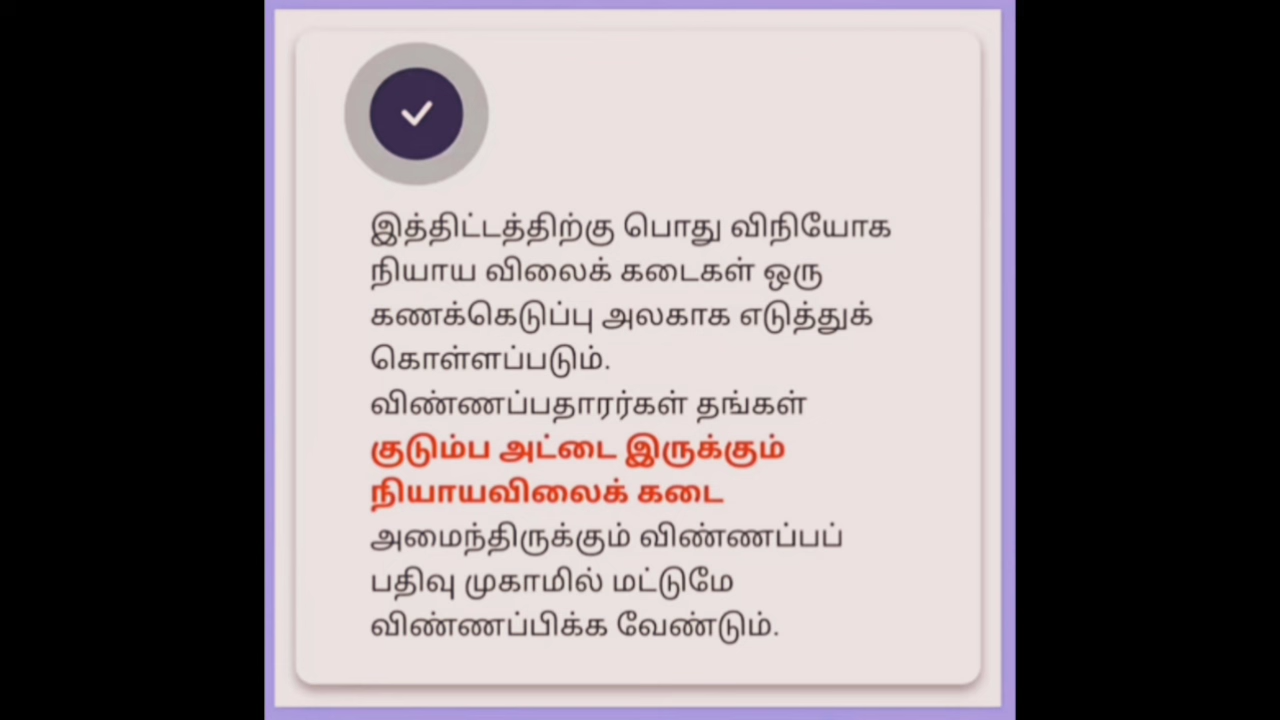 இத்திட்டத்திற்கு பொது விநியோக
நியாய விலைக் கடைகள் ஒரு
கணக்கெடுப்பு அலகாக எடுத்துக்
கொள்ளப்படும்.
விண்ணப்பதாரர்கள் தங்கள்
குடும்ப அட்டை இருக்கும்
நியாயவிலைக் கடை
அமைந்திருக்கும் விண்ணப்பப்
பதிவு முகாமில் மட்டுமே
விண்ணப்பிக்க வேண்டும்.